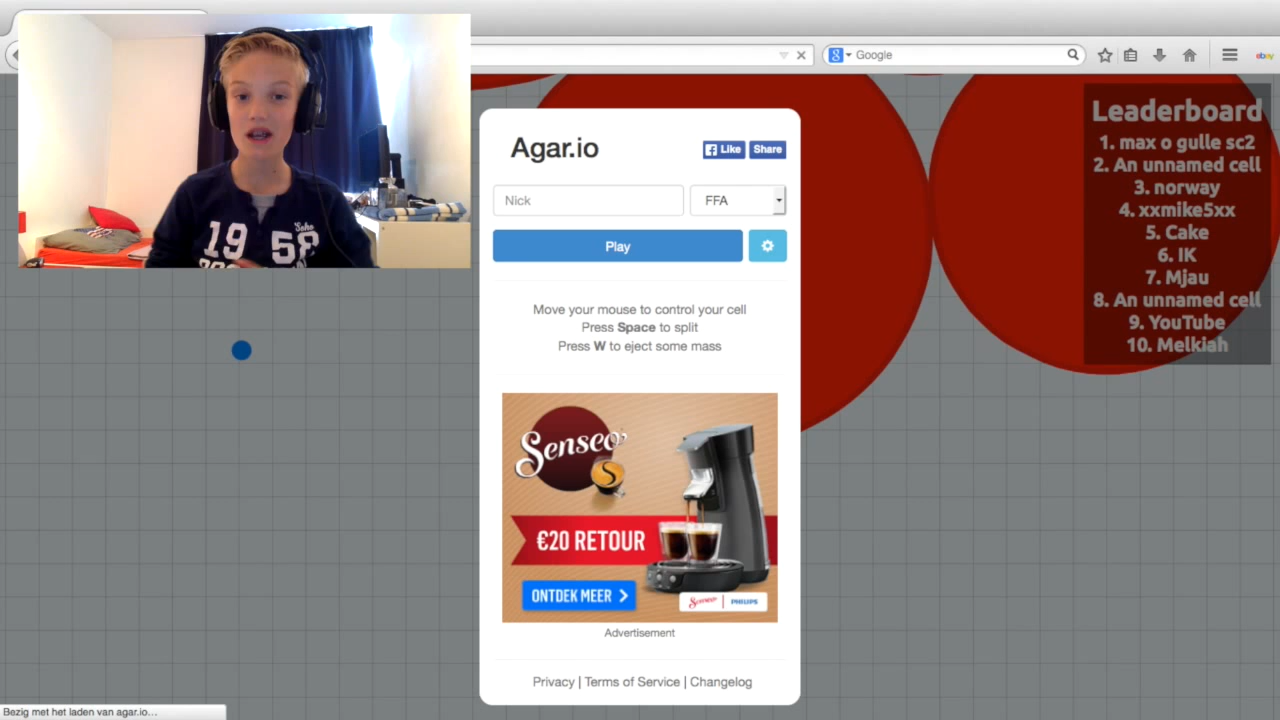 Google
ebay
Leaderboard
1. max o gulle sc2
2. An unnamed cell
3. norway
4. xxmike5xx
5. Cake
6. IK
7. Mjau
8. An unnamed cell
9. YouTube
10. Melkiah
Soho
19 58
Agar.io
Like
Share
Nick
FFA
Play
Move your mouse to control your cell
Press Space to split
Press W to eject some mass
Senseo
€20 RETOUR
ONTDEK MEER
Senseo | PHILIPS
Advertisement
Privacy | Terms of Service | Changelog
Bezig met het laden van agar.io…